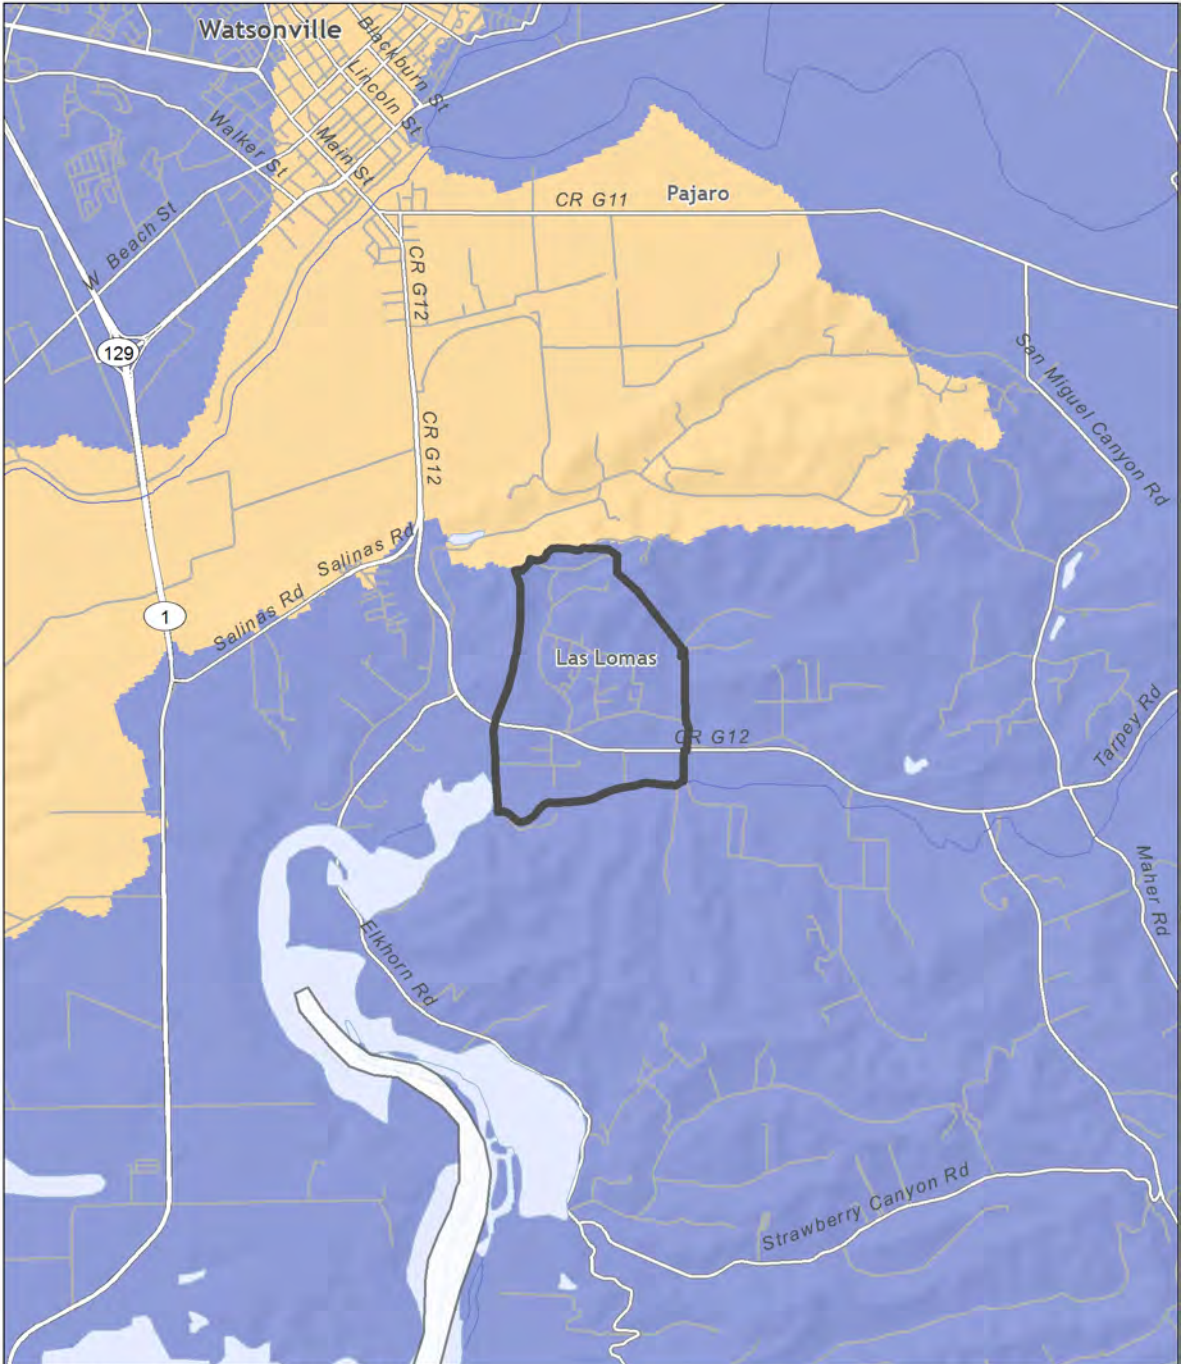 Watsonville
Blackburn St
Lincoln St
Main St
Walker St
W Beach St
CR G11
Pajaro
CR G12
129
San Miguel Canyon Rd
CR G12
Salinas Rd
Salinas Rd
1
Las Lomas
CR G12
Tarpey Rd
Maher Rd
Elkhorn Rd
Strawberry Canyon Rd